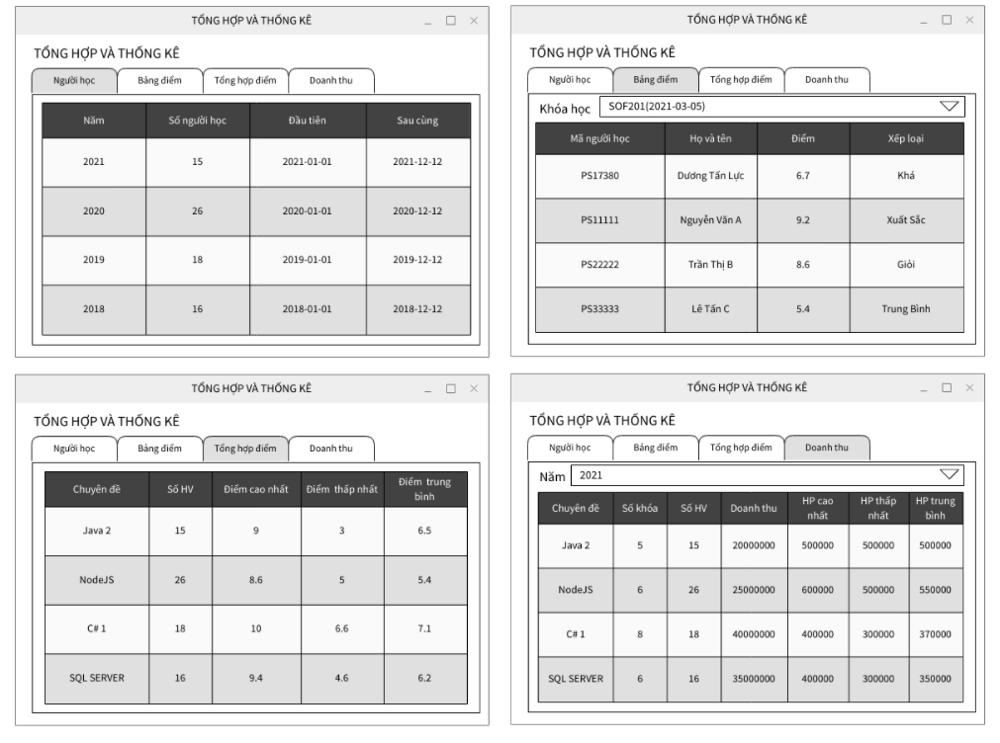 TỔNG HỢP VÀ THỐNG KÊ
TỔNG HỢP VÀ THỐNG KÊ
Người học Bảng điểm Tổng hợp điểm Doanh thu
Năm Số người học Đầu tiên Sau cùng
2021 15 2021-01-01 2021-12-12
2020 26 2020-01-01 2020-12-12
2019 18 2019-01-01 2019-12-12
2018 16 2018-01-01 2018-12-12
TỔNG HỢP VÀ THỐNG KÊ
TỔNG HỢP VÀ THỐNG KÊ
Người học Bảng điểm Tổng hợp điểm Doanh thu
Khóa học SOF201(2021-03-05)
Mã người học Họ và tên Điểm Xếp loại
PS17380 Dương Tấn Lực 6.7 Khá
PS11111 Nguyễn Văn A 9.2 Xuất Sắc
PS22222 Trần Thị B 8.6 Giỏi
PS33333 Lê Tấn C 5.4 Trung Bình
TỔNG HỢP VÀ THỐNG KÊ
TỔNG HỢP VÀ THỐNG KÊ
Người học Bảng điểm Tổng hợp điểm Doanh thu
Chuyên đề Số HV Điểm cao nhất Điểm thấp nhất Điểm trung
bình
Java 2 15 9 3 6.5
NodeJS 26 8.6 5 5.4
C# 1 18 10 6.6 7.1
SQL SERVER 16 9.4 4.6 6.2
TỔNG HỢP VÀ THỐNG KÊ
TỔNG HỢP VÀ THỐNG KÊ
Người học Bảng điểm Tổng hợp điểm Doanh thu
Năm 2021
Chuyên đề Số khóa Số HV Doanh thu HP cao HP thấp HP trung
nhất nhất bình
Java 2 5 15 20000000 500000 500000 500000
NodeJS 6 26 25000000 600000 500000 550000
C# 1 8 18 40000000 400000 300000 370000
SQL SERVER 6 16 35000000 400000 300000 350000